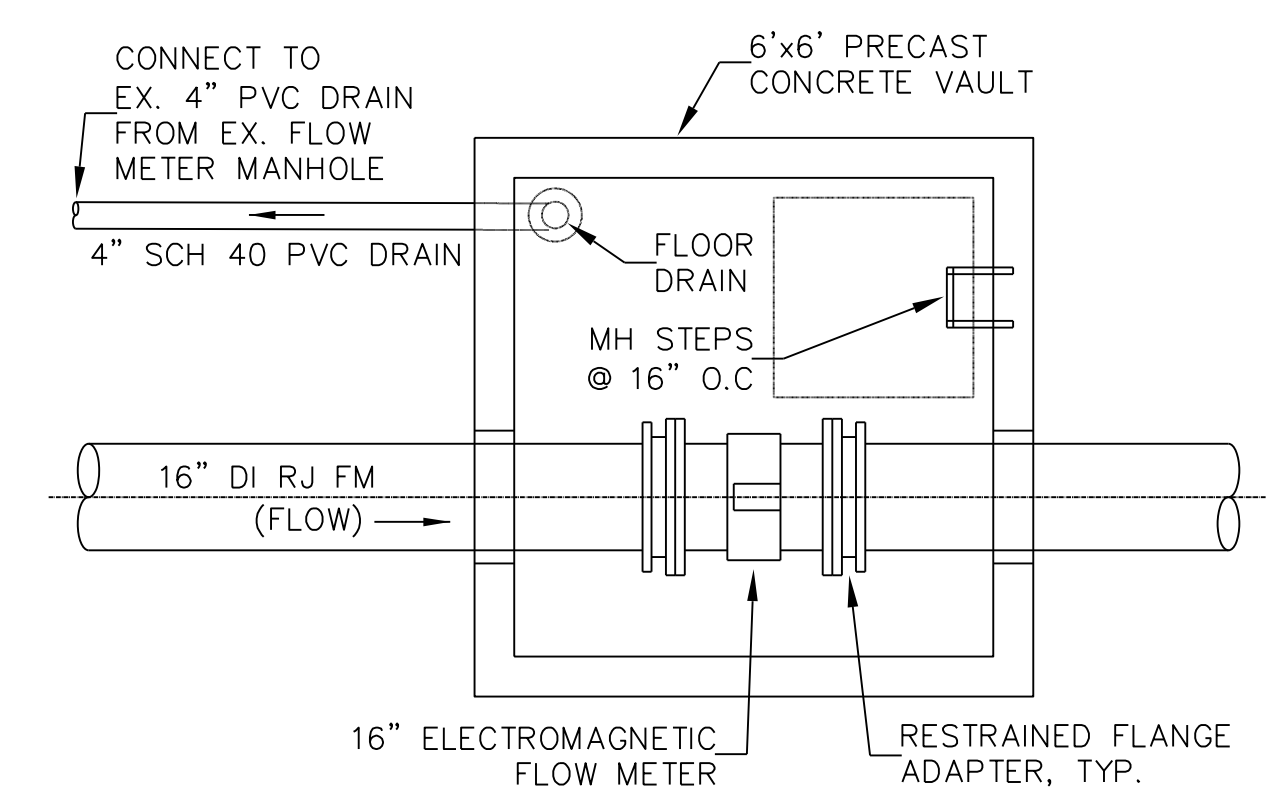 CONNECT TO
EX. 4” PVC DRAIN
FROM EX. FLOW
METER MANHOLE
6’x6’ PRECAST
CONCRETE VAULT
4” SCH 40 PVC DRAIN
FLOOR
DRAIN
MH STEPS
@ 16” O.C
16” DI RJ FM
(FLOW)
16” ELECTROMAGNETIC
FLOW METER
RESTRAINED FLANGE
ADAPTER, TYP.